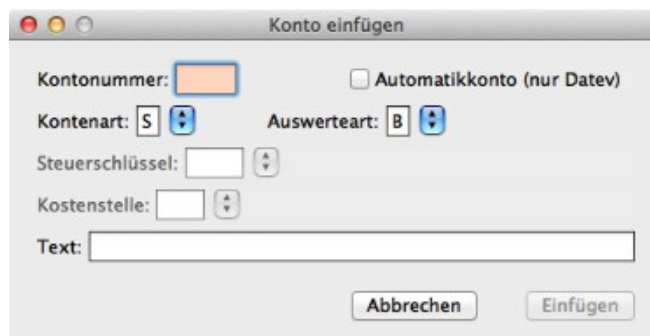 Konto einfügen
Kontonummer: Automatikkonto (nur Datev)
Kontenart: S Auswerteart: B
Steuerschlüssel:
Kostenstelle:
Text:
Abbrechen Einfügen